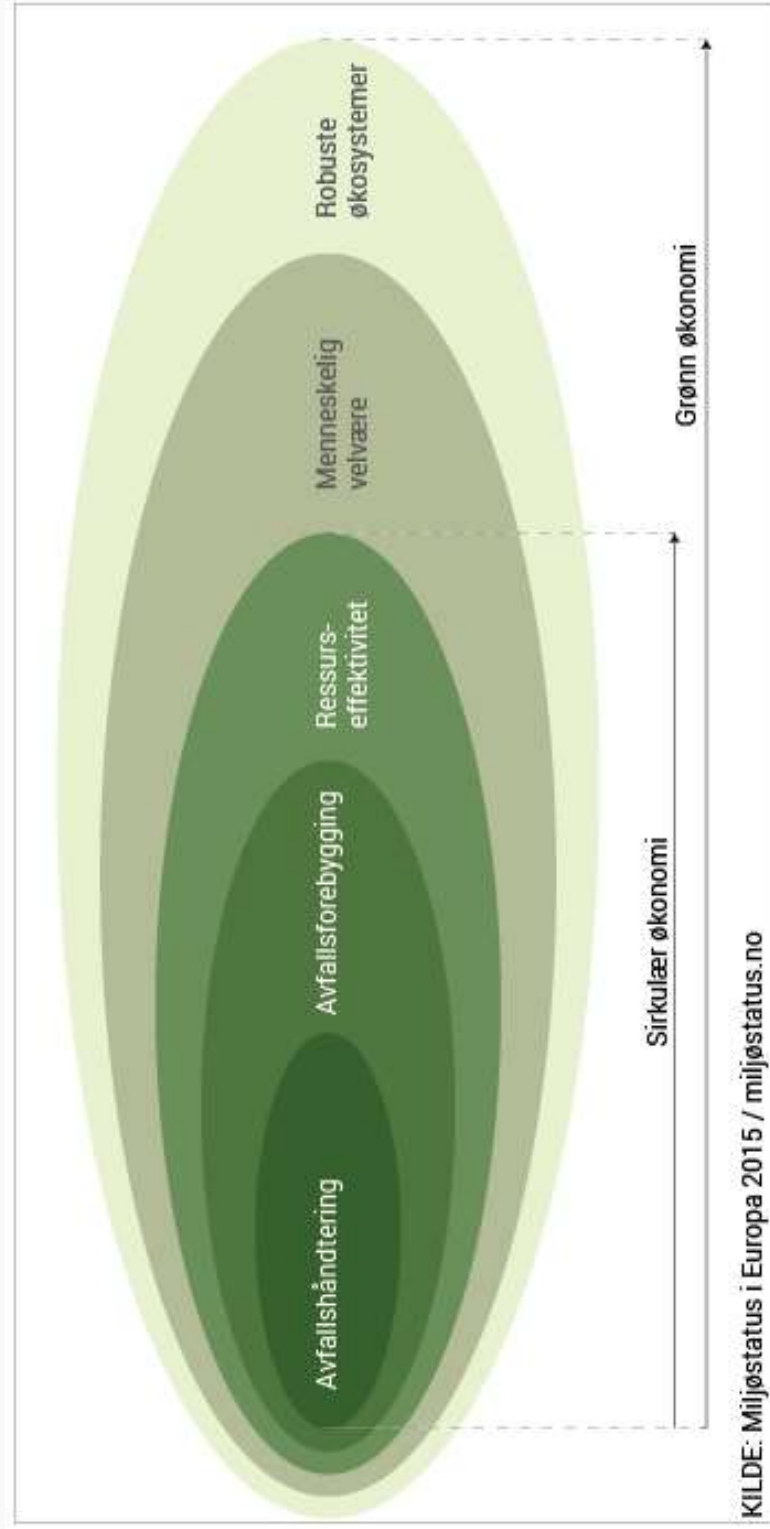 Avfallshåndtering
Avfallsforebygging
Ressurs-
effektivitet
Menneskelig
velvære
Robuste
økosystemer
Sirkulær økonomi
Grønn økonomi
KILDE: Miljøstatus i Europa 2015 / miljøstatus.no